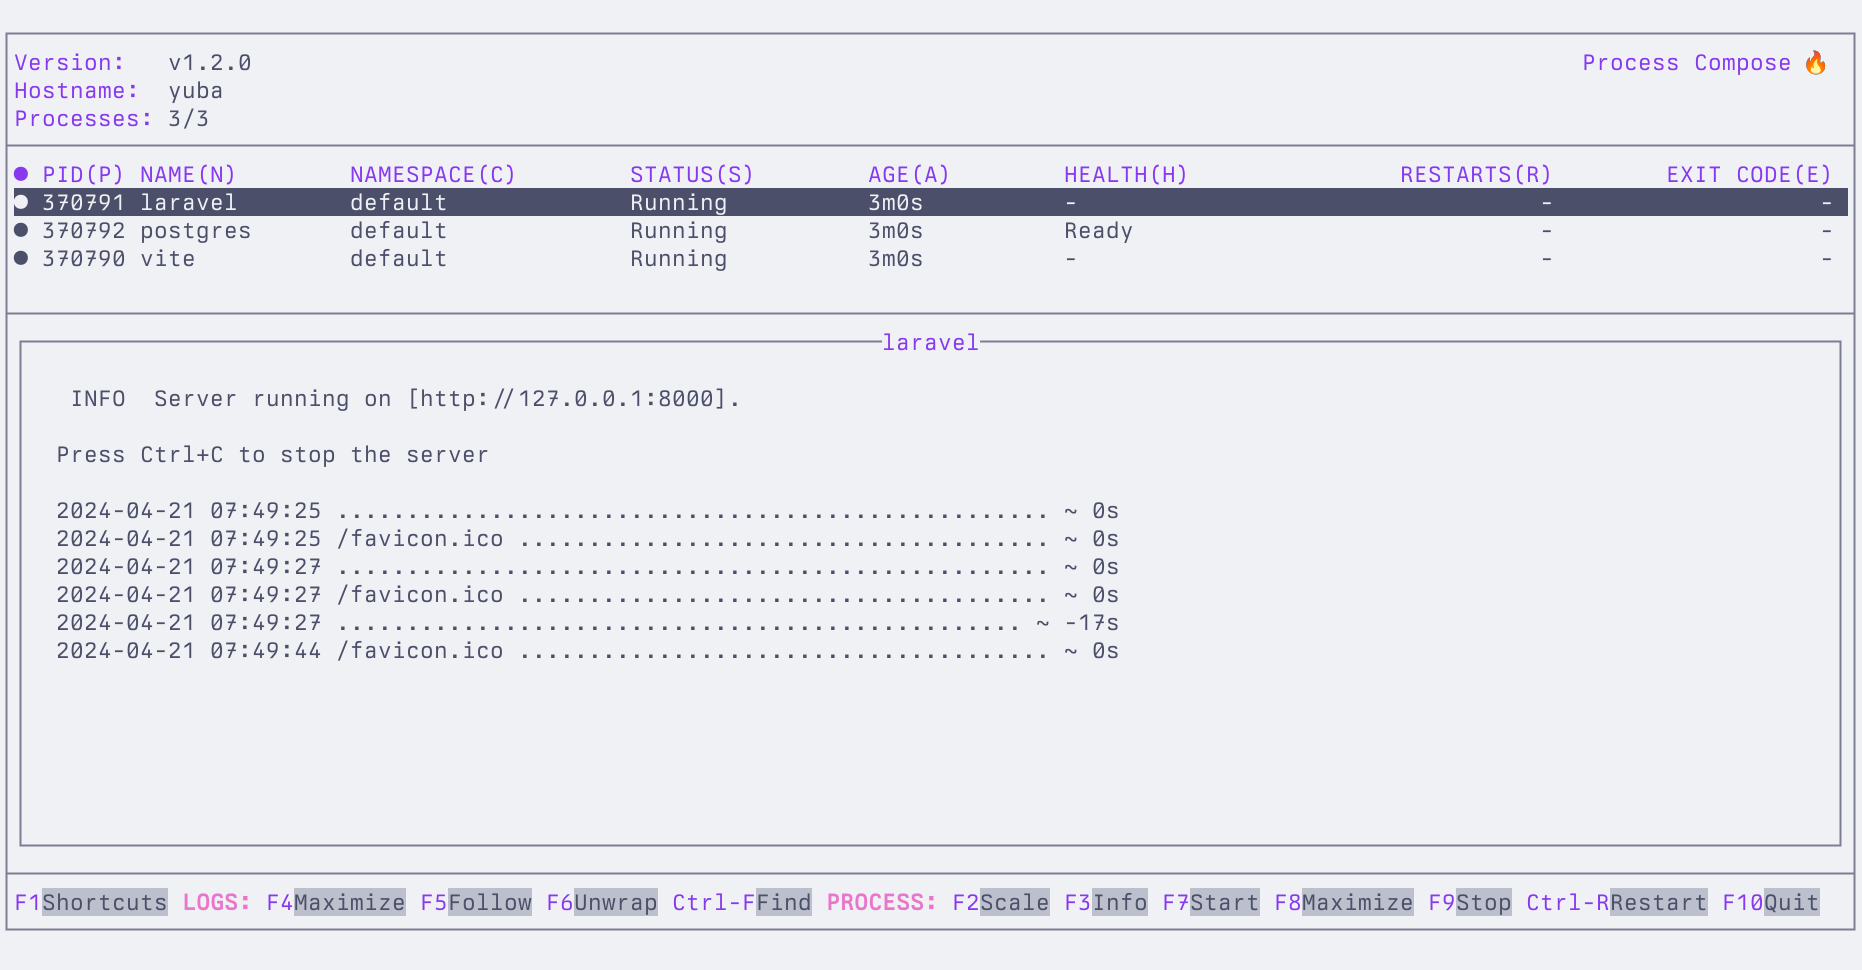 Version: v1.2.0 Process Compose 🔥
Hostname: yuba
Processes: 3/3
● PID(P) NAME(N) NAMESPACE(C) STATUS(S) AGE(A) HEALTH(H) RESTARTS(R) EXIT CODE(E)
● 370791 laravel default Running 3m0s - - -
● 370792 postgres default Running 3m0s Ready - -
● 370790 vite default Running 3m0s - - -
laravel
INFO  Server running on [http://127.0.0.1:8000].
Press Ctrl+C to stop the server
2024-04-21 07:49:25 ................................................... ~ 0s
2024-04-21 07:49:25 /favicon.ico ...................................... ~ 0s
2024-04-21 07:49:27 ................................................... ~ 0s
2024-04-21 07:49:27 /favicon.ico ...................................... ~ 0s
2024-04-21 07:49:27 ................................................. ~ -17s
2024-04-21 07:49:44 /favicon.ico ...................................... ~ 0s
F1Shortcuts LOGS: F4Maximize F5Follow F6Unwrap Ctrl-FFind PROCESS: F2Scale F3Info F7Start F8Maximize F9Stop Ctrl-RRestart F10Quit